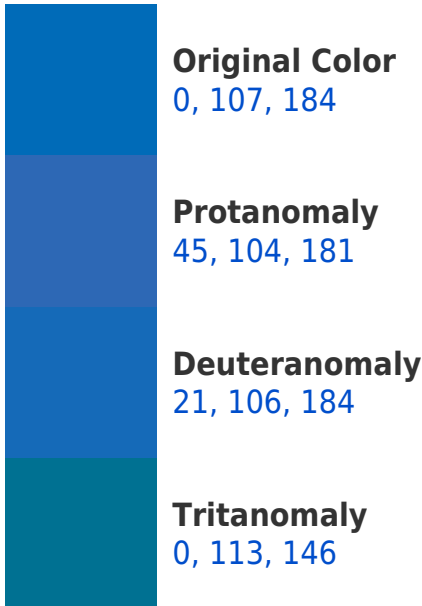 Original Color
0, 107, 184
Protanomaly
45, 104, 181
Deuteranomaly
21, 106, 184
Tritanomaly
0, 113, 146